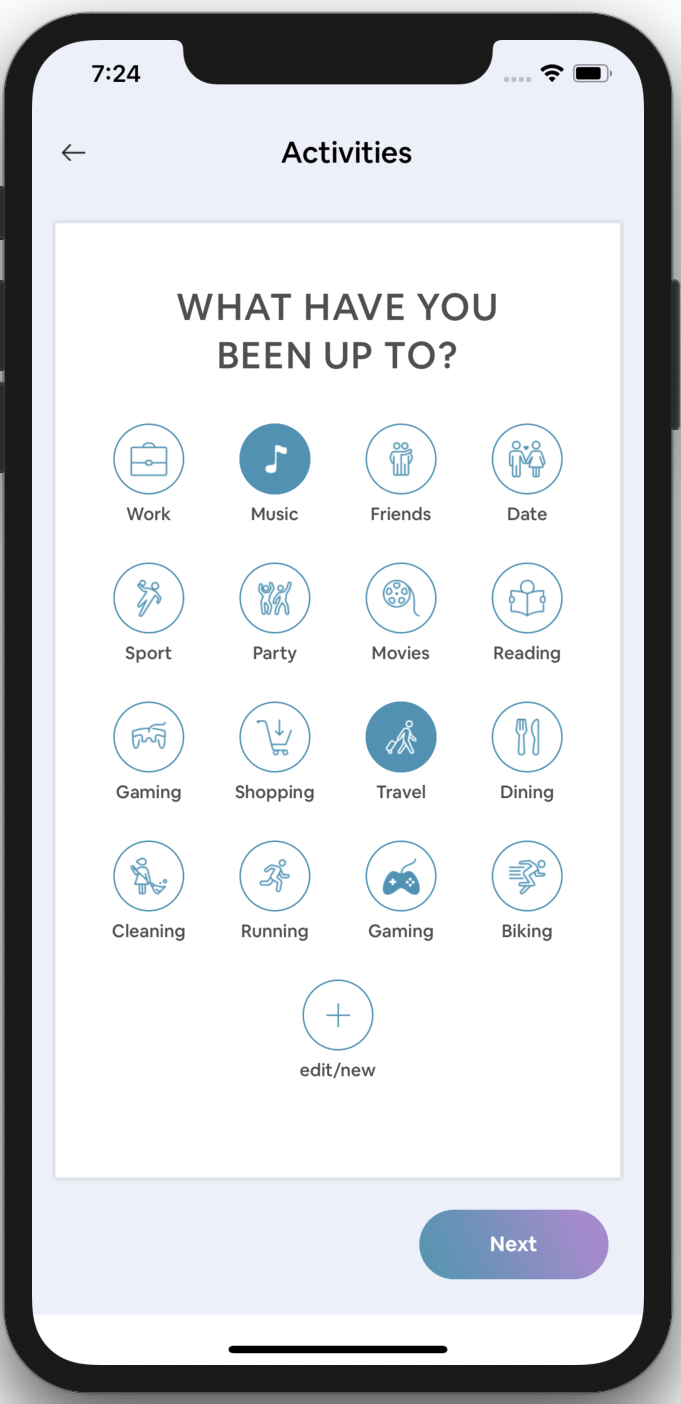 7:24
Activities
WHAT HAVE YOU
BEEN UP TO?
Work Music Friends Date
Sport Party Movies Reading
Gaming Shopping Travel Dining
Cleaning Running Gaming Biking
edit/new
Next